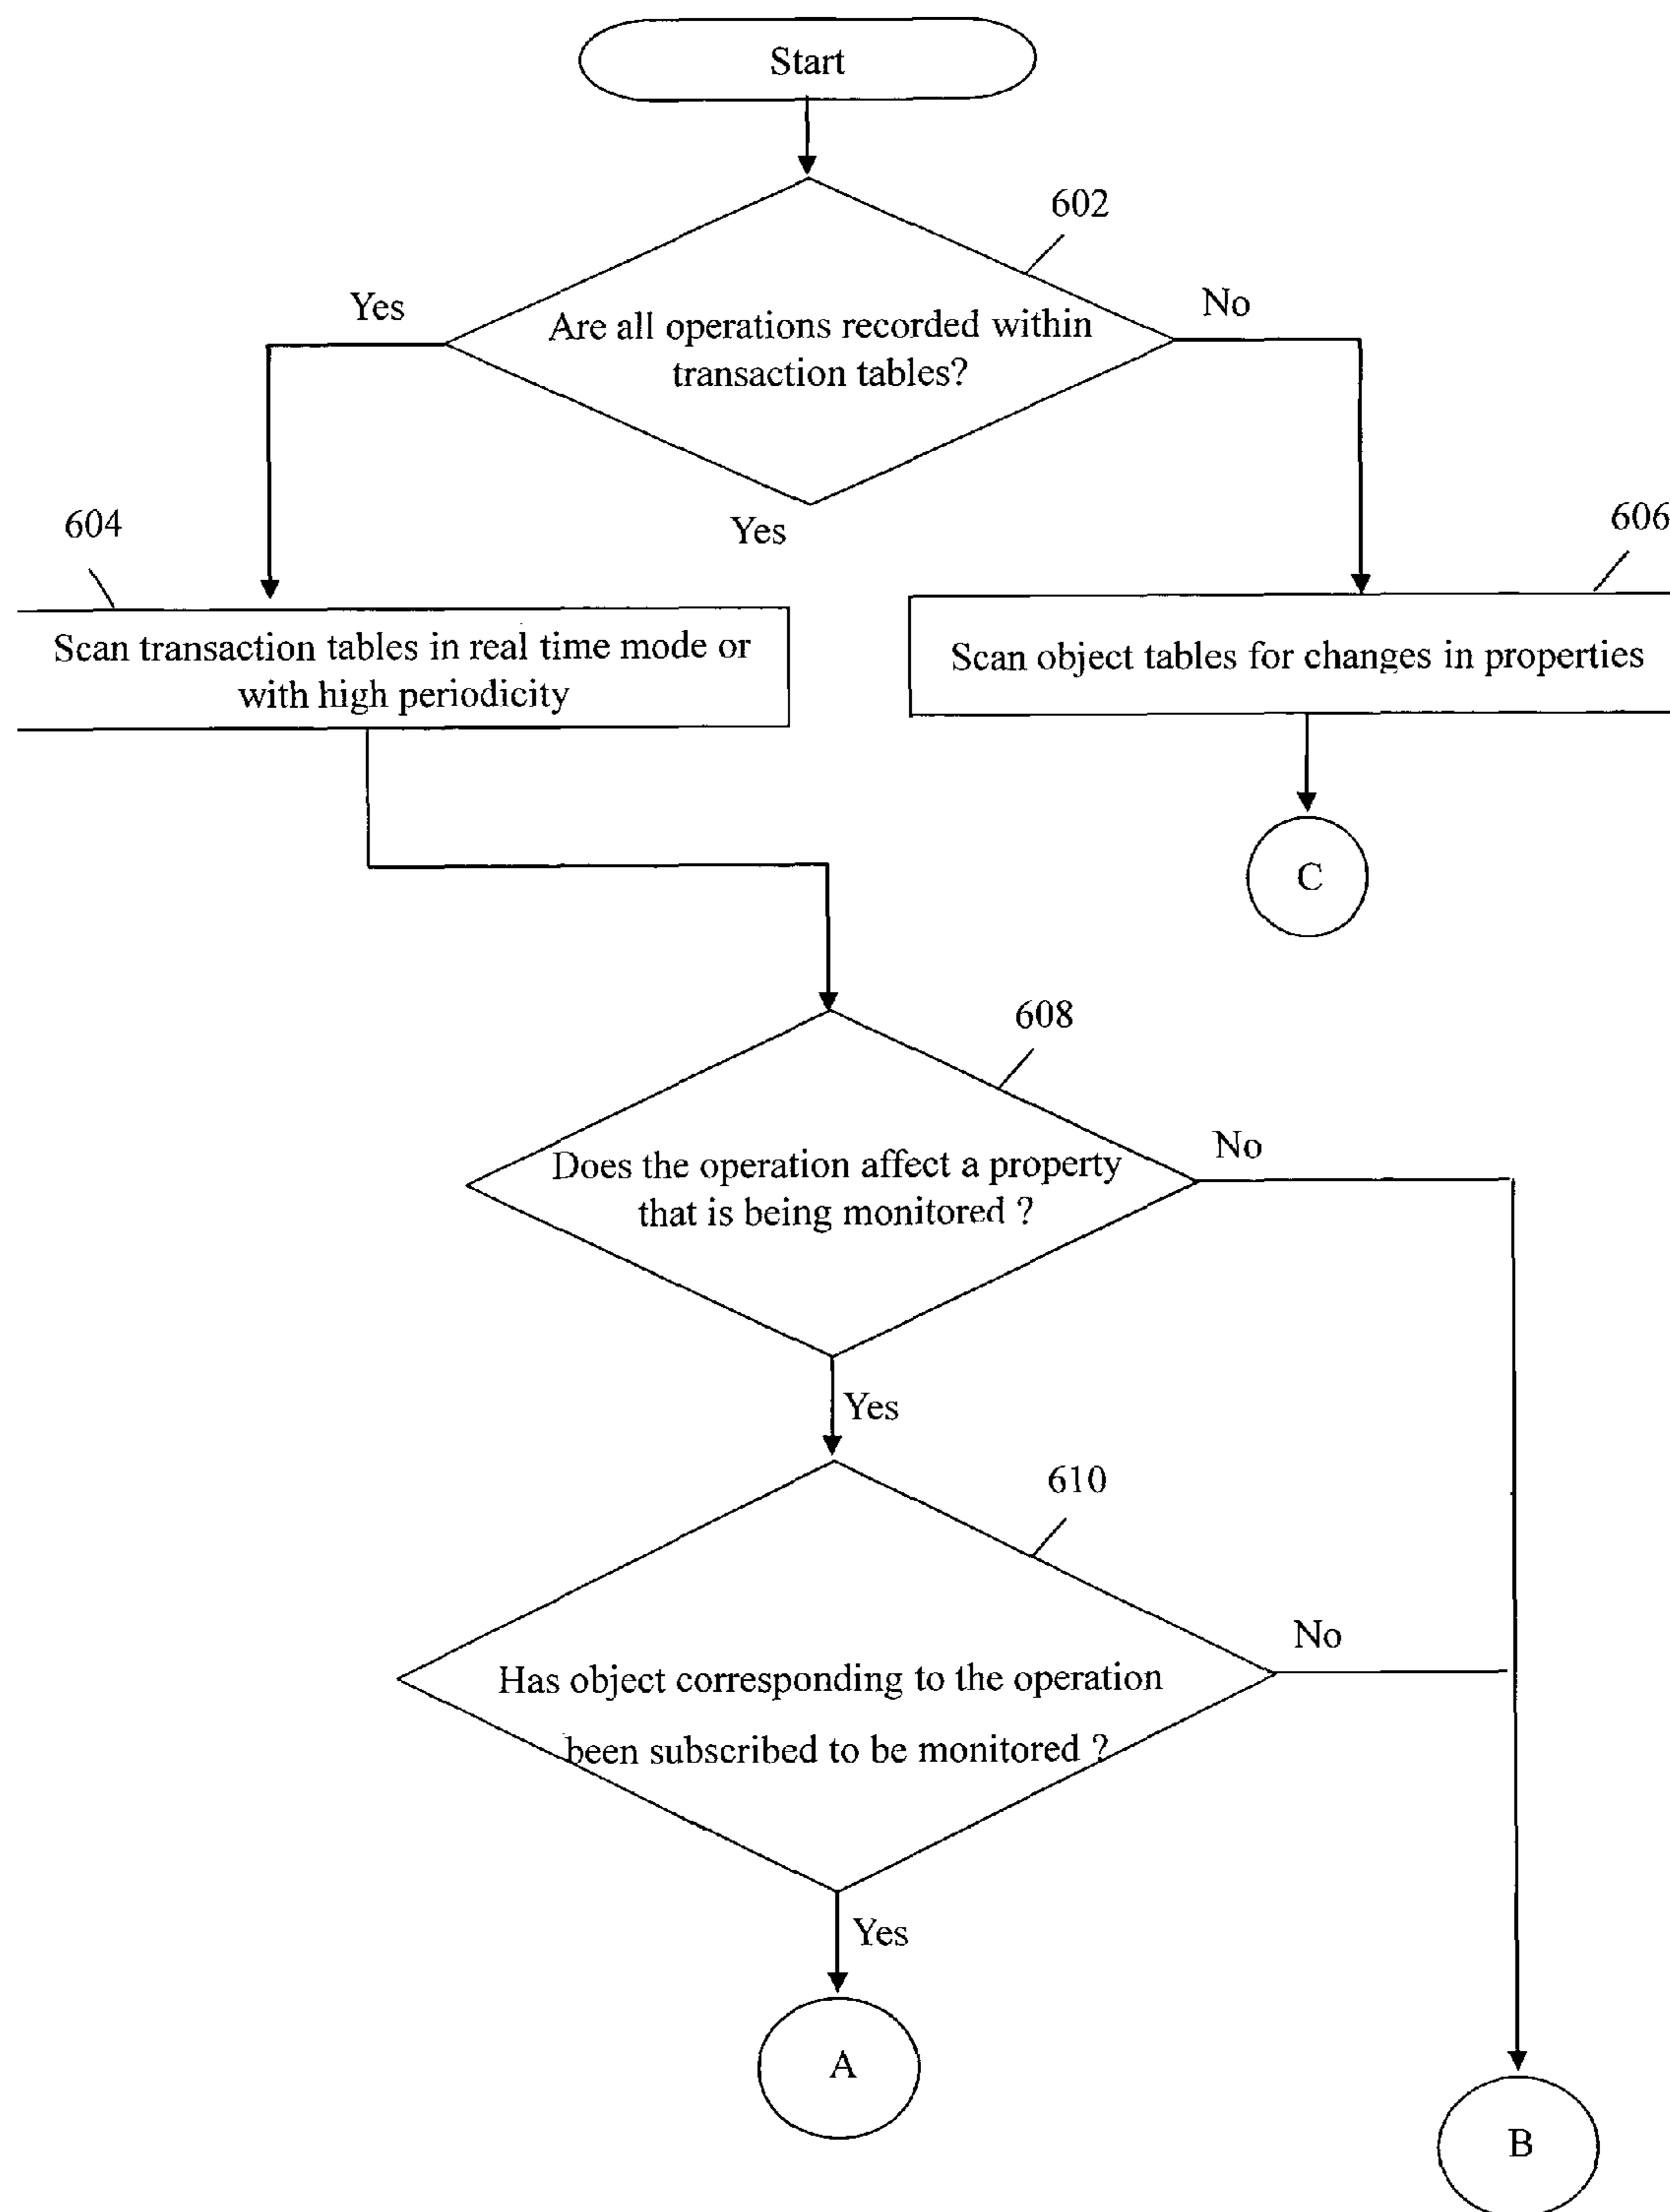 Start
602
Yes
No
Are all operations recorded within
transaction tables?
Yes
604
606
Scan transaction tables in real time mode or
with high periodicity
Scan object tables for changes in properties
C
608
No
Does the operation affect a property
that is being monitored ?
Yes
610
No
Has object corresponding to the operation
been subscribed to be monitored ?
Yes
A
B